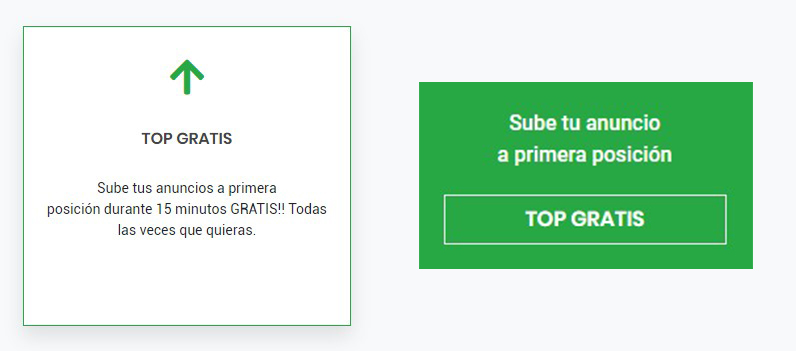 TOP GRATIS
Sube tus anuncios a primera
posición durante 15 minutos GRATIS!! Todas
las veces que quieras.
Sube tu anuncio
a primera posición
TOP GRATIS